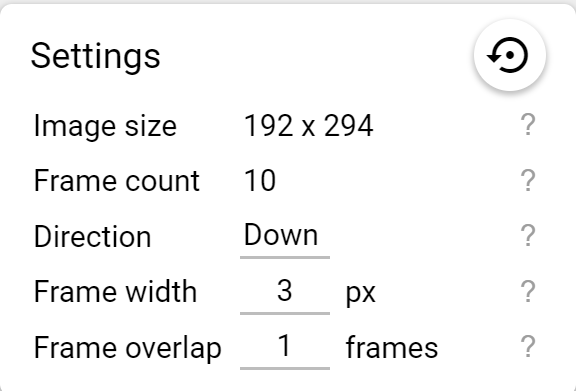 Settings
Image size 192 x 294 ?
Frame count 10 ?
Direction Down ?
Frame width 3 px ?
Frame overlap 1 frames ?